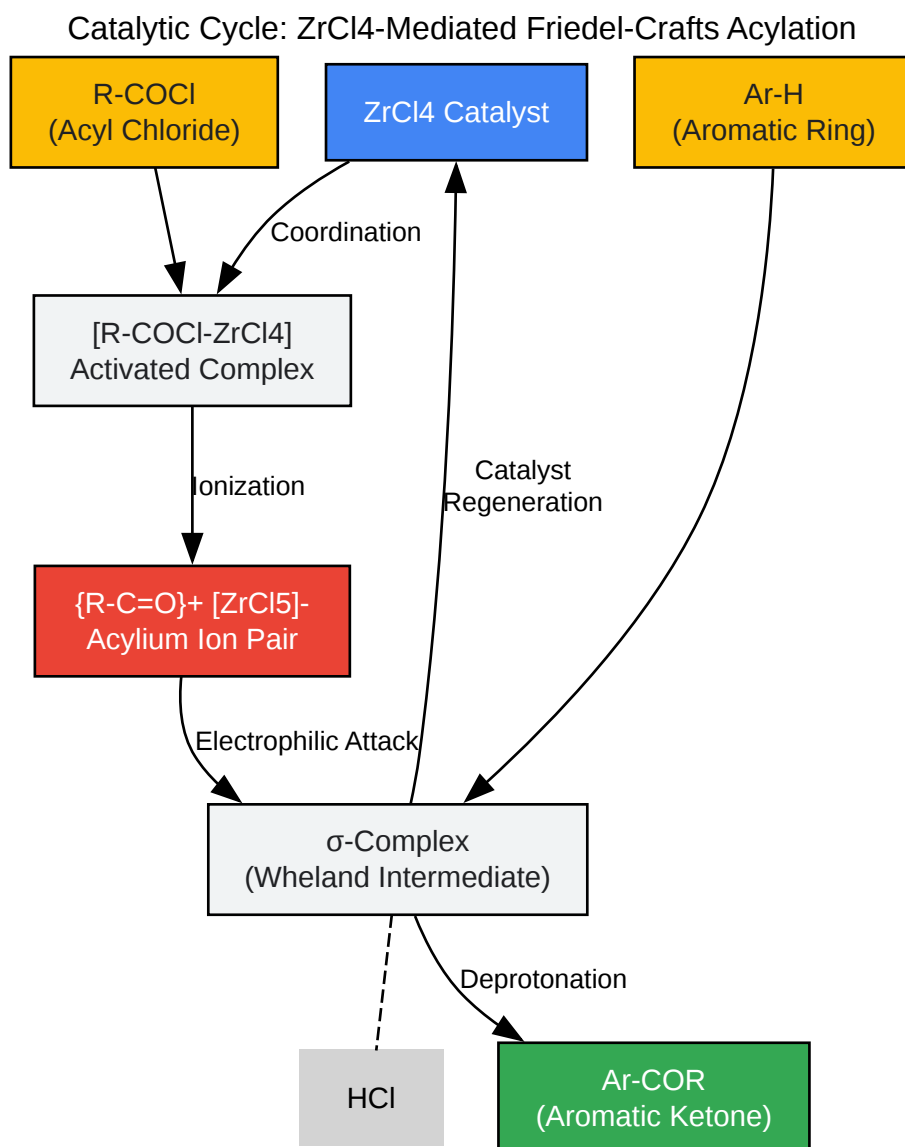 Catalytic Cycle: ZrCl4-Mediated Friedel-Crafts Acylation
R-COCl
(Acyl Chloride)
ZrCl4 Catalyst
Ar-H
(Aromatic Ring)
Coordination
[R-COCl-ZrCl4]
Activated Complex
Ionization
Catalyst
Regeneration
{R-C=O}+ [ZrCl5]-
Acylium Ion Pair
Electrophilic Attack
σ-Complex
(Wheland Intermediate)
Deprotonation
HCl
Ar-COR
(Aromatic Ketone)